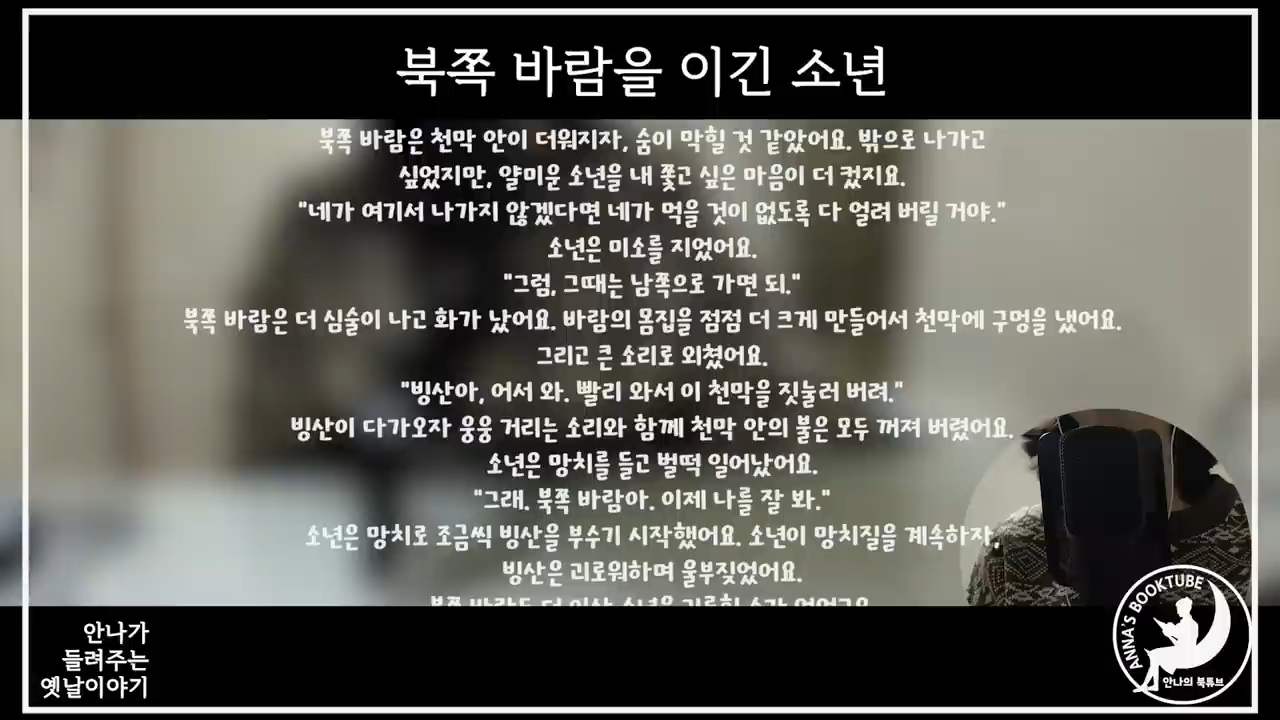 북쪽 바람을 이긴 소년
북쪽 바람은 천막 안이 더워지자, 숨이 막힐 것 같았어요. 밖으로 나가고
싶었지만, 얄미운 소년을 내 쫓고 싶은 마음이 더 컸지요.
"네가 여기서 나가지 않겠다면 네가 먹을 것이 없도록 다 얼려 버릴 거야."
소년은 미소를 지었어요.
"그럼, 그때는 남쪽으로 가면 되."
북쪽 바람은 더 심술이 나고 화가 났어요. 바람의 몸집을 점점 더 크게 만들어서 천막에 구멍을 냈어요.
그리고 큰 소리로 외쳤어요.
"빙산아, 어서 와. 빨리 와서 이 천막을 짓눌러 버려."
빙산이 다가오자 웅웅 거리는 소리와 함께 천막 안의 불은 모두 꺼져 버렸어요.
소년은 망치를 들고 벌떡 일어났어요.
"그래. 북쪽 바람아. 이제 나를 잘 봐."
소년은 망치로 조금씩 빙산을 부수기 시작했어요. 소년이 망치질을 계속하자,
빙산은 괴로워하며 울부짖었어요.
안나가
들려주는
옛날이야기
ANNA'S BOOKTUBE
안나의 북튜브